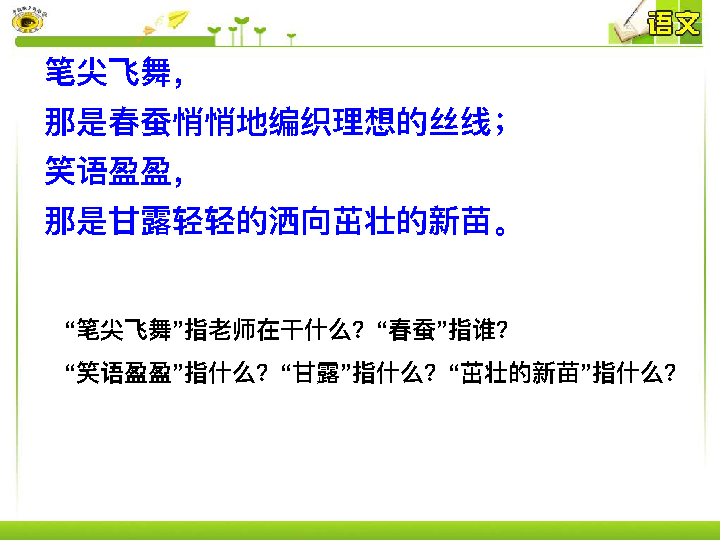 语文
笔尖飞舞，
那是春蚕悄悄地编织理想的丝线；
笑语盈盈，
那是甘露轻轻的洒向茁壮的新苗。
“笔尖飞舞”指老师在干什么？“春蚕”指谁？
“笑语盈盈”指什么？“甘露”指什么？“茁壮的新苗”指什么？